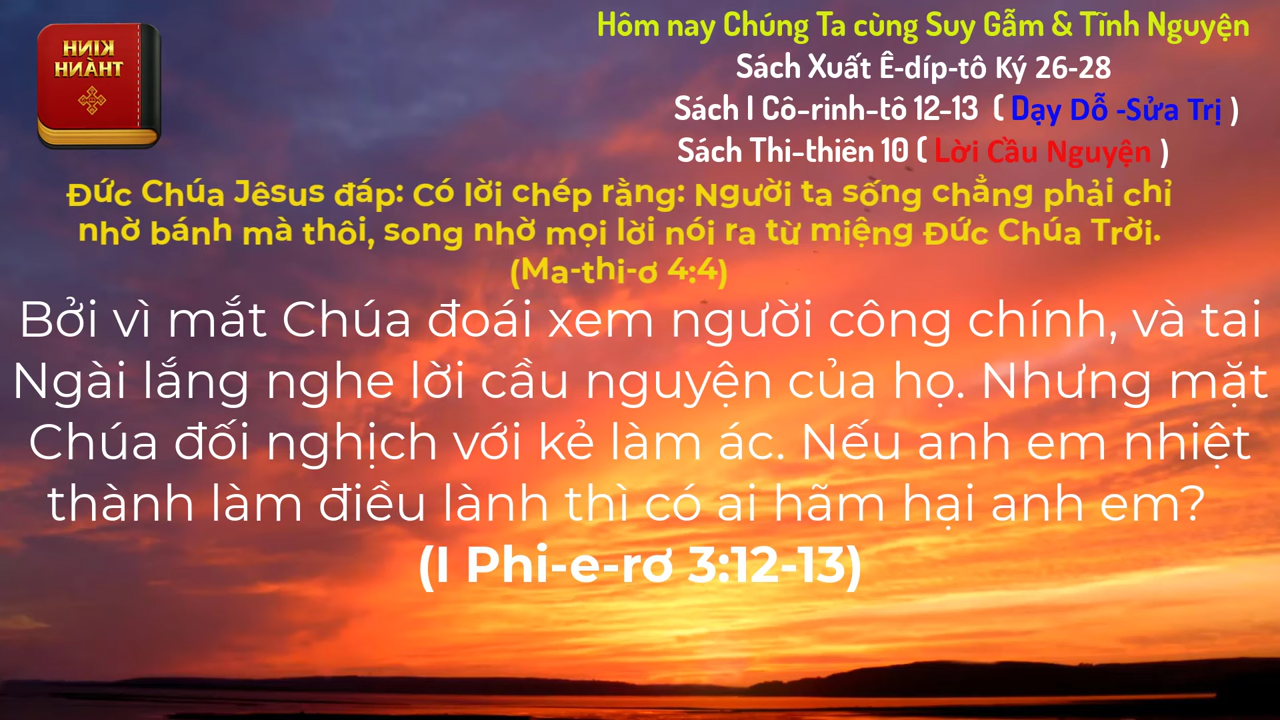 KINH
THÀNH
Hôm nay Chúng Ta cùng Suy Gẫm & Tĩnh Nguyện
Sách Xuất Ê-díp-tô Ký 26-28
Sách I Cô-rinh-tô 12-13 ( Dạy Dỗ -Sửa Trị )
Sách Thi-thiên 10 ( Lời Cầu Nguyện )
Đức Chúa Jêsus đáp: Có lời chép rằng: Người ta sống chẳng phải chỉ
nhờ bánh mà thôi, song nhờ mọi lời nói ra từ miệng Đức Chúa Trời.
(Ma-thi-ơ 4:4)
Bởi vì mắt Chúa đoái xem người công chính, và tai
Ngài lắng nghe lời cầu nguyện của họ. Nhưng mặt
Chúa đối nghịch với kẻ làm ác. Nếu anh em nhiệt
thành làm điều lành thì có ai hãm hại anh em?
(I Phi-e-rơ 3:12-13)